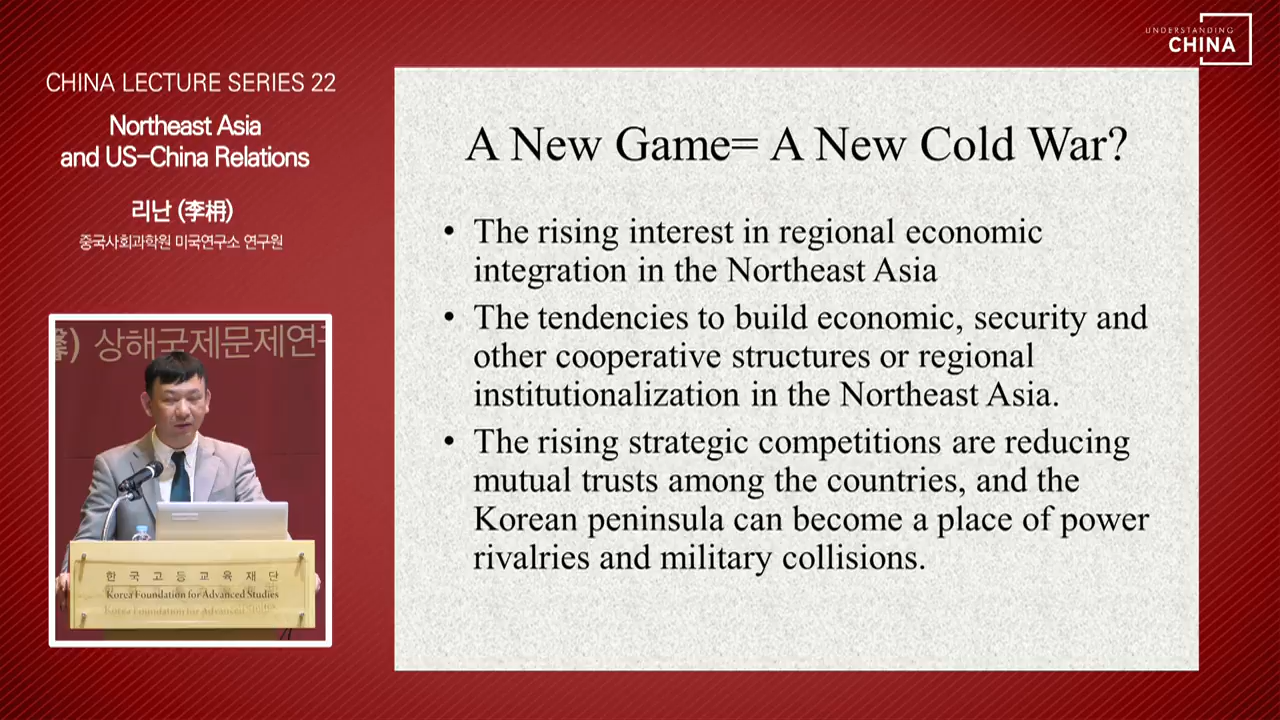 UNDERSTANDING
CHINA
CHINA LECTURE SERIES 22
Northeast Asia
and US-China Relations
리난 (李枏)
중국사회과학원 미국연구소 연구원
상해국제문제연구
한국고등교육재단
Korea Foundation for Advanced Studies
A New Game= A New Cold War?
• The rising interest in regional economic
integration in the Northeast Asia
• The tendencies to build economic, security and
other cooperative structures or regional
institutionalization in the Northeast Asia.
• The rising strategic competitions are reducing
mutual trusts among the countries, and the
Korean peninsula can become a place of power
rivalries and military collisions.